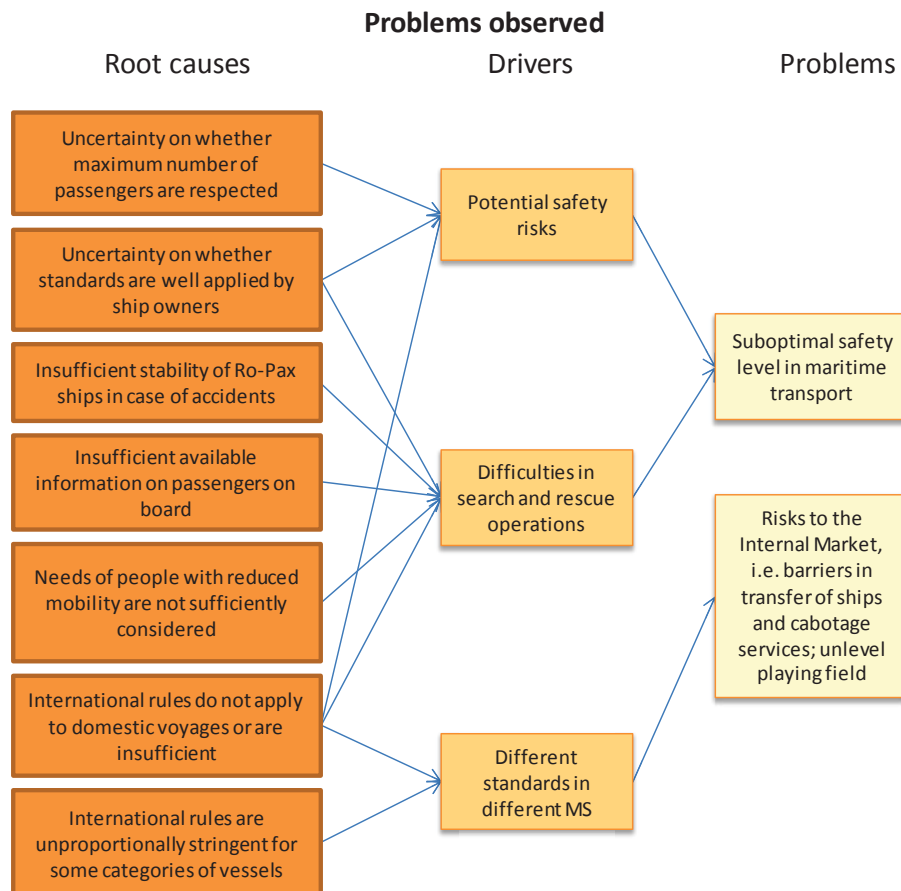 Problems observed
Root causes
Drivers
Problems
Uncertainty on whether
maximum number of
passengers are respected
Uncertainty on whether
standards are well applied by
ship owners
Insufficient stability of Ro-Pax
ships in case of accidents
Insufficient available
information on passengers on
board
Needs of people with reduced
mobility are not sufficiently
considered
International rules do not apply
to domestic voyages or are
insufficient
International rules are
unproportionally stringent for
some categories of vessels
Potential safety
risks
Difficulties in
search and rescue
operations
Different
standards in
different MS
Suboptimal safety
level in maritime
transport
Risks to the
Internal Market,
i.e. barriers in
transfer of ships
and cabotage
services; unlevel
playing field